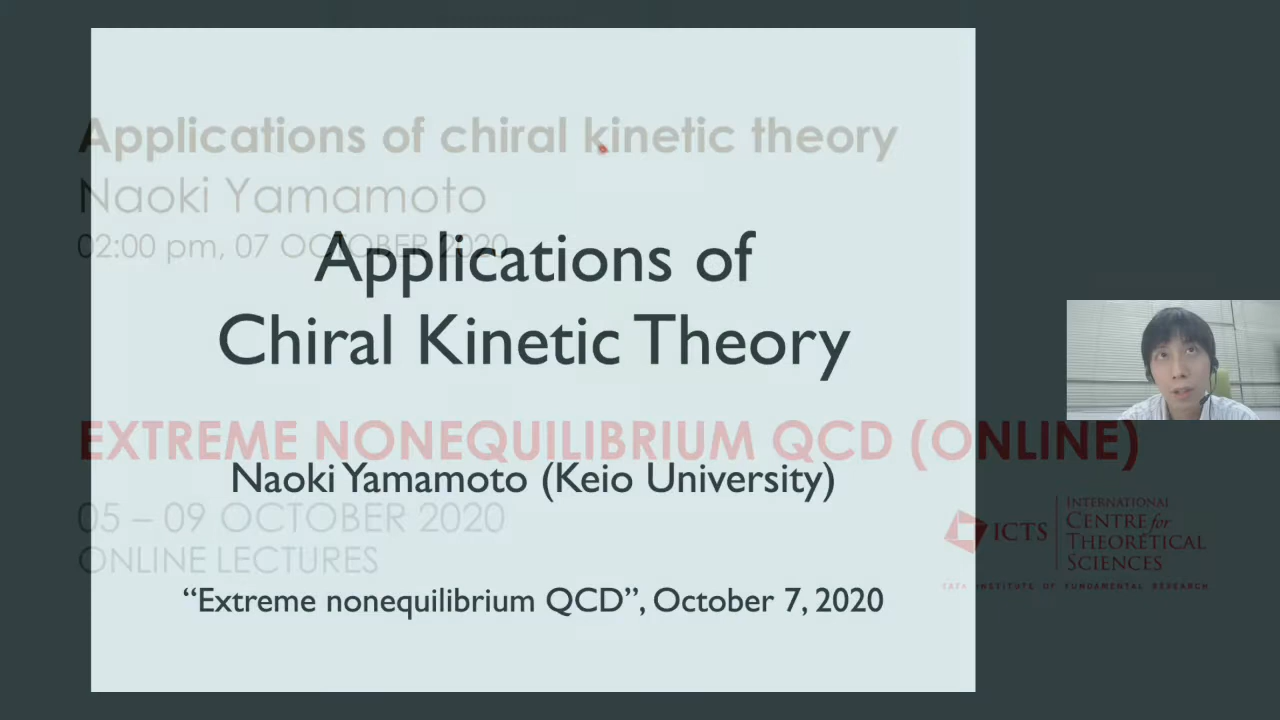 Applications of chiral kinetic theory
Naoki Yamamoto
02:00 pm, 07 OCTOBER 2020
Applications of
Chiral Kinetic Theory
EXTREME NONEQUILIBRIUM QCD (ONLINE)
Naoki Yamamoto (Keio University)
05 – 09 OCTOBER 2020
ONLINE LECTURES
“Extreme nonequilibrium QCD”, October 7, 2020
ICTS
INTERNATIONAL
CENTRE for
THEORETICAL
SCIENCES
TATA INSTITUTE OF FUNDAMENTAL RESEARCH